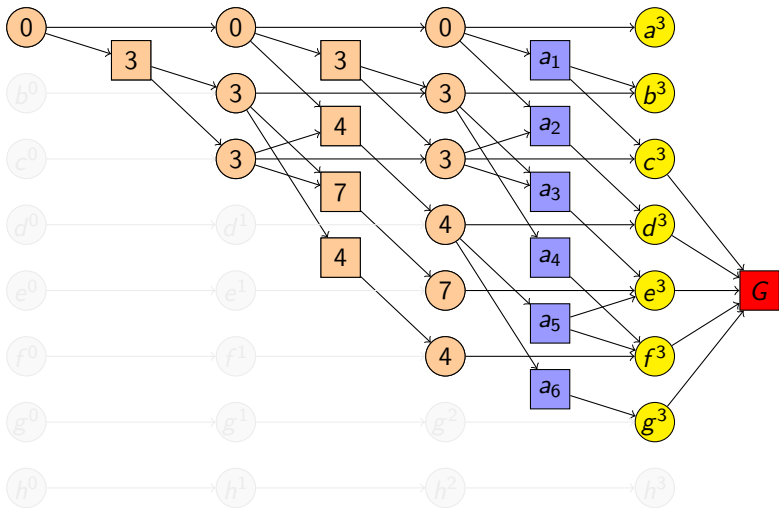 0 0 0 a³
3 3 a₁
b⁰ 3 3 b³
4 a₂
c⁰ 3 3 c³
7 a₃
d⁰ d¹ 4 d³
4 a₄
e⁰ e¹ 7 e³ G
a₅
f⁰ f¹ 4 f³
a₆
g⁰ g¹ g² g³
h⁰ h¹ h² h³